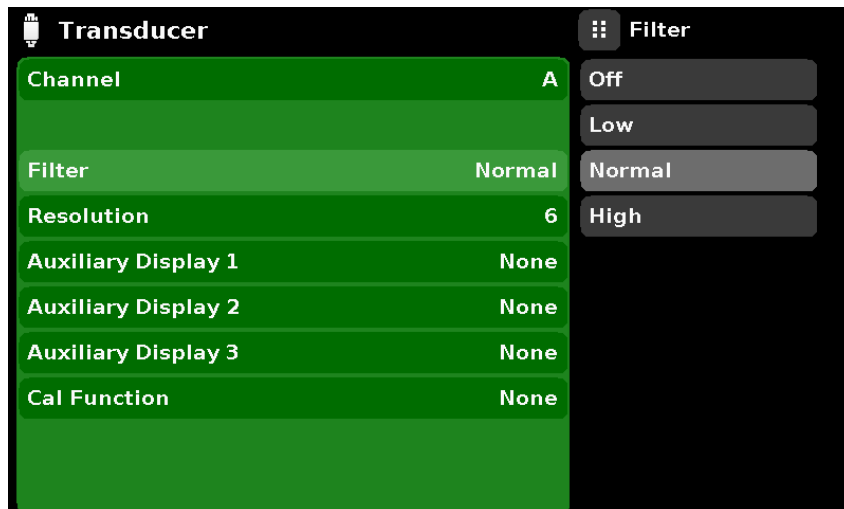 Transducer
Channel A
Filter Normal
Resolution 6
Auxiliary Display 1 None
Auxiliary Display 2 None
Auxiliary Display 3 None
Cal Function None
Filter
Off
Low
Normal
High